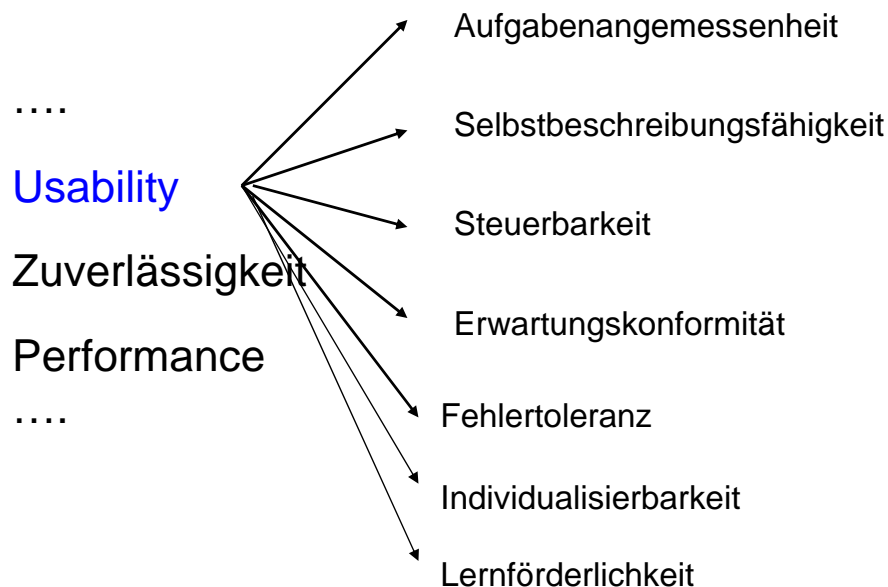 ….
Usability
Zuverlässigkeit
Performance
….
Aufgabenangemessenheit
Selbstbeschreibungsfähigkeit
Steuerbarkeit
Erwartungskonformität
Fehlertoleranz
Individualisierbarkeit
Lernförderlichkeit